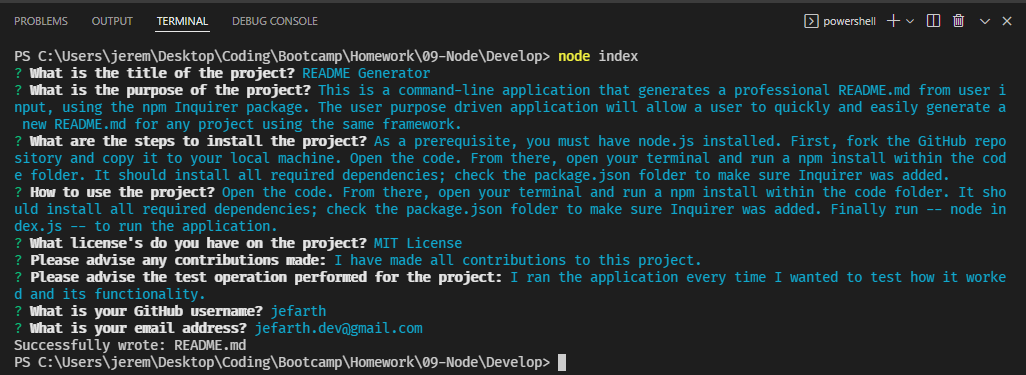 PROBLEMS OUTPUT TERMINAL DEBUG CONSOLE powershell
PS C:\Users\jerem\Desktop\Coding\Bootcamp\Homework\09-Node\Develop> node index
? What is the title of the project? README Generator
? What is the purpose of the project? This is a command-line application that generates a professional README.md from user i
nput, using the npm Inquirer package. The user purpose driven application will allow a user to quickly and easily generate a
 new README.md for any project using the same framework.
? What are the steps to install the project? As a prerequisite, you must have node.js installed. First, fork the GitHub repo
sitory and copy it to your local machine. Open the code. From there, open your terminal and run a npm install within the cod
e folder. It should install all required dependencies; check the package.json folder to make sure Inquirer was added.
? How to use the project? Open the code. From there, open your terminal and run a npm install within the code folder. It sho
uld install all required dependencies; check the package.json folder to make sure Inquirer was added. Finally run -- node in
dex.js -- to run the application.
? What license's do you have on the project? MIT License
? Please advise any contributions made: I have made all contributions to this project.
? Please advise the test operation performed for the project: I ran the application every time I wanted to test how it worke
d and its functionality.
? What is your GitHub username? jefarth
? What is your email address? jefarth.dev@gmail.com
Successfully wrote: README.md
PS C:\Users\jerem\Desktop\Coding\Bootcamp\Homework\09-Node\Develop>